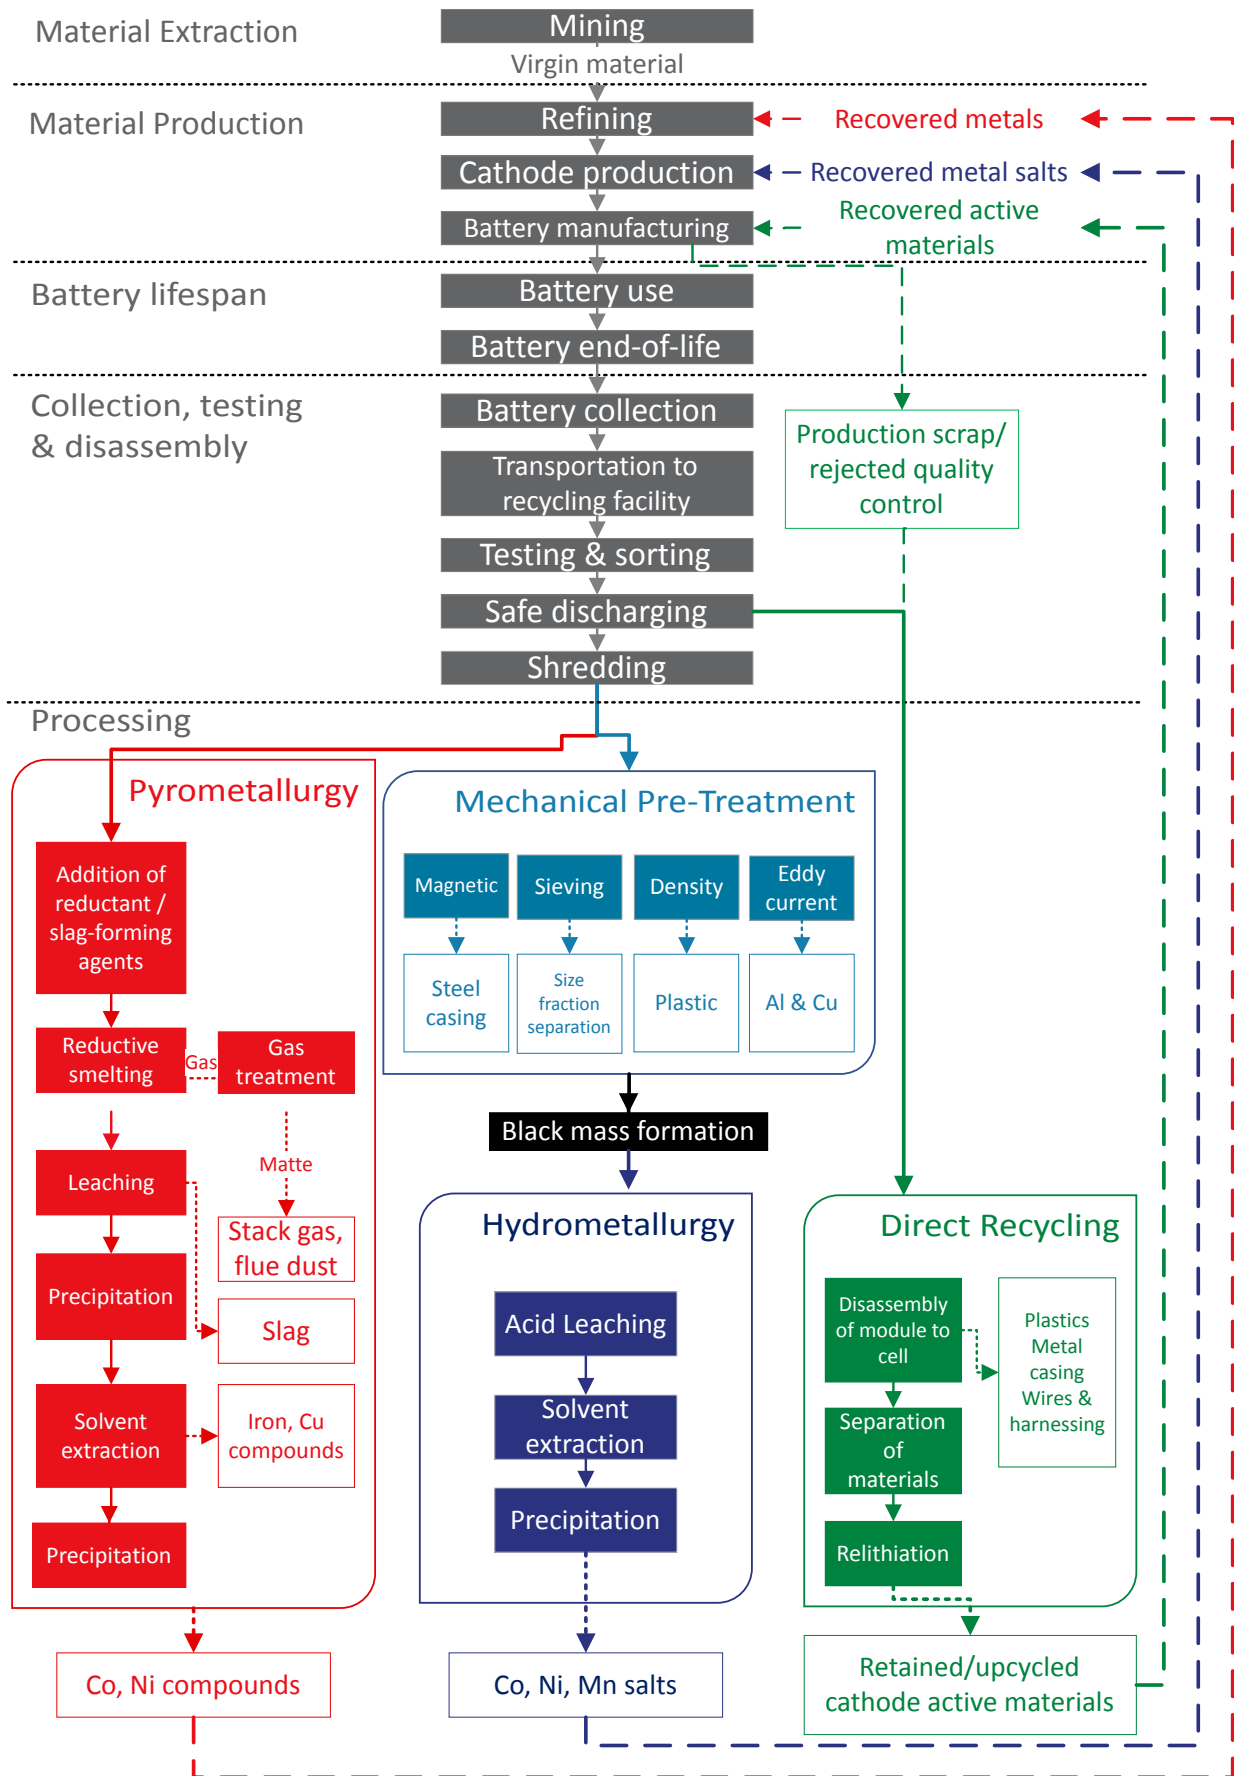 Material Extraction
Mining
Virgin material
Material Production
Refining
Recovered metals
Cathode production
Recovered metal salts
Battery manufacturing
Recovered active
materials
Battery lifespan
Battery use
Battery end-of-life
Collection, testing
& disassembly
Battery collection
Production scrap/
rejected quality
control
Transportation to
recycling facility
Testing & sorting
Safe discharging
Shredding
Processing
Pyrometallurgy
Addition of
reductant /
slag-forming
agents
Reductive
smelting
Gas
Gas
treatment
Leaching
Matte
Stack gas,
flue dust
Precipitation
Slag
Solvent
extraction
Iron, Cu
compounds
Precipitation
Co, Ni compounds
Mechanical Pre-Treatment
Magnetic
Sieving
Density
Eddy
current
Steel
casing
Size
fraction
separation
Plastic
Al & Cu
Black mass formation
Hydrometallurgy
Acid Leaching
Solvent
extraction
Precipitation
Co, Ni, Mn salts
Direct Recycling
Disassembly
of module to
cell
Plastics
Metal
casing
Wires &
harnessing
Separation
of
materials
Relithiation
Retained/upcycled
cathode active materials